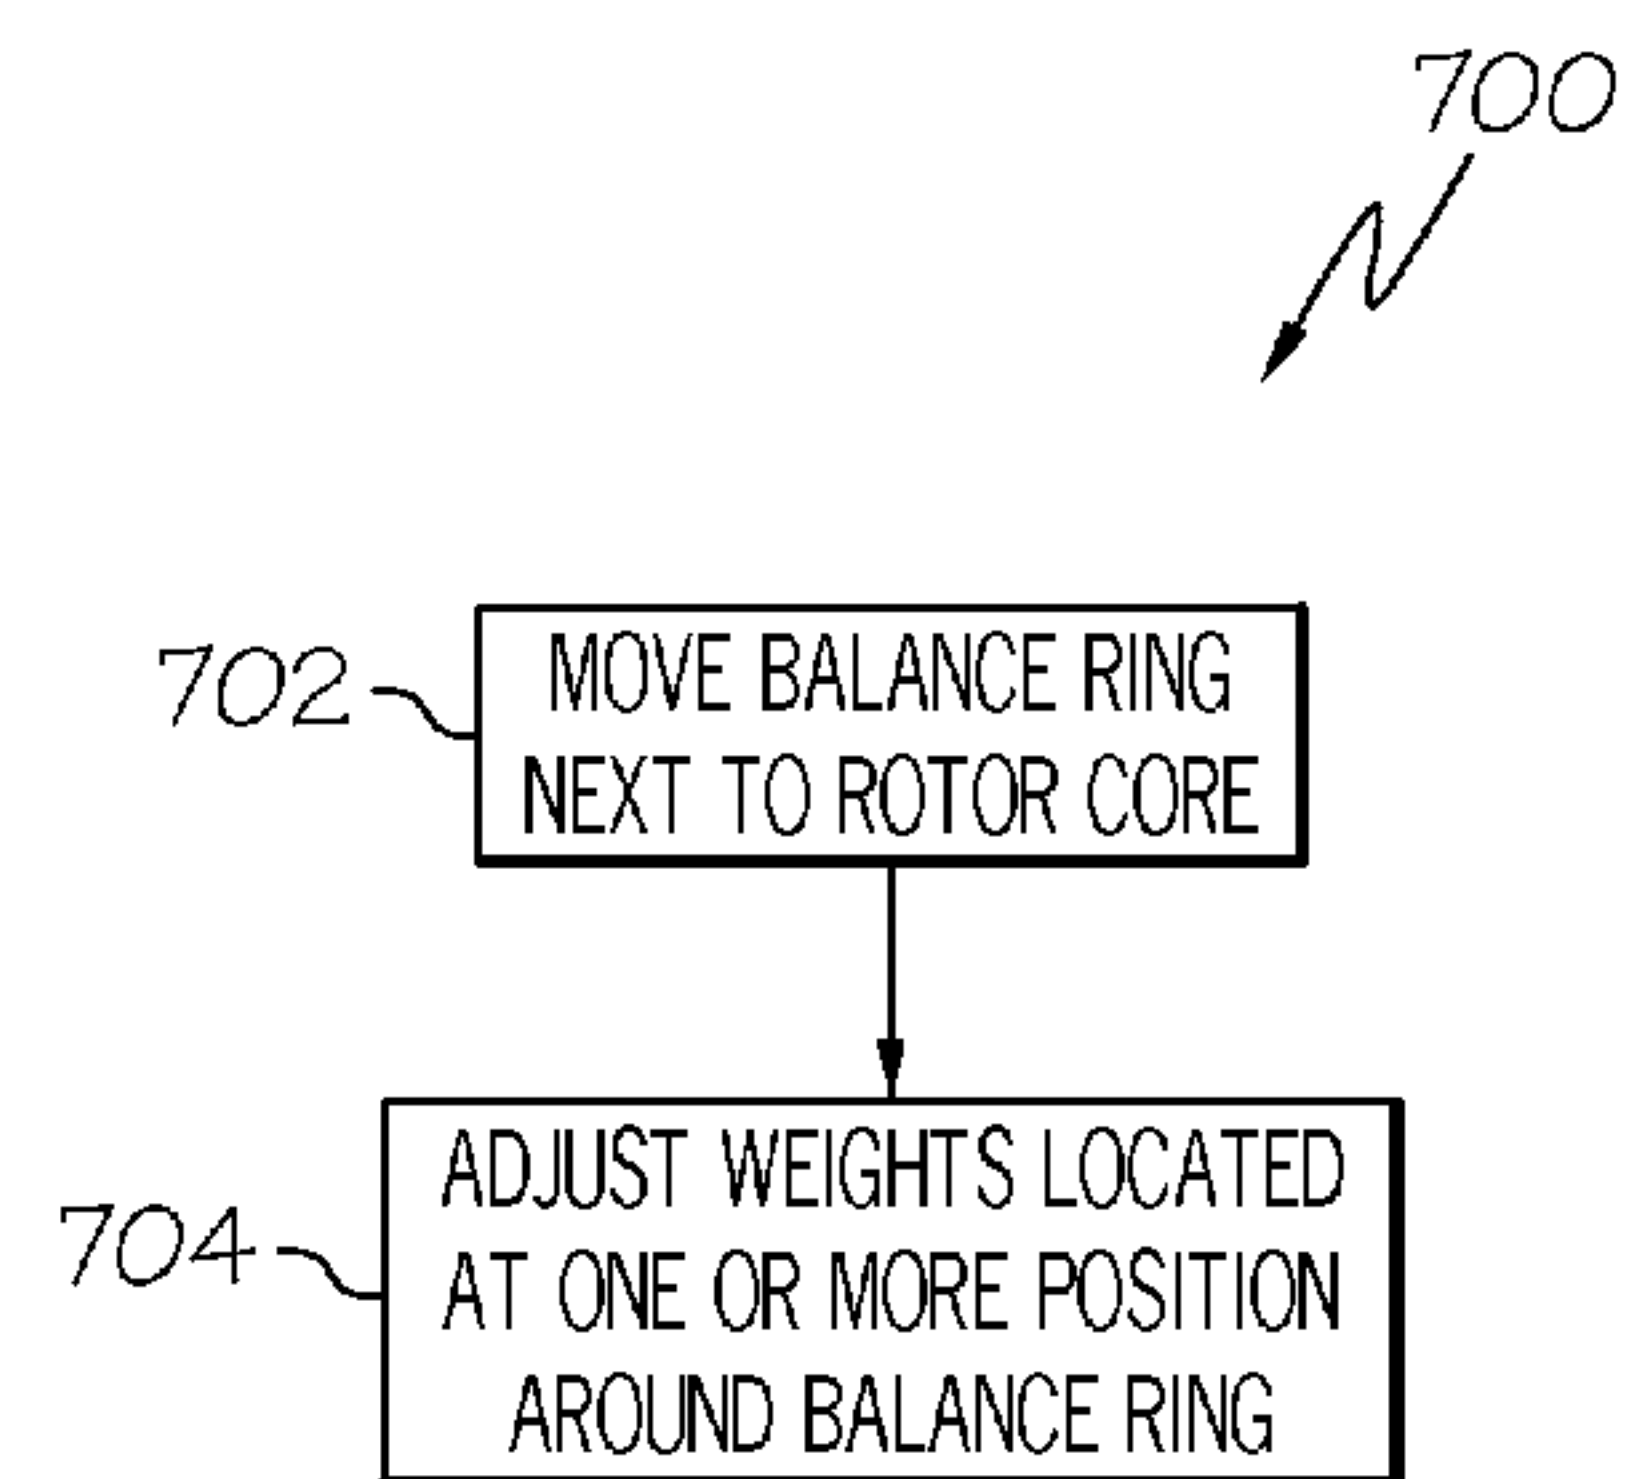 700
702
MOVE BALANCE RING
NEXT TO ROTOR CORE
704
ADJUST WEIGHTS LOCATED
AT ONE OR MORE POSITION
AROUND BALANCE RING